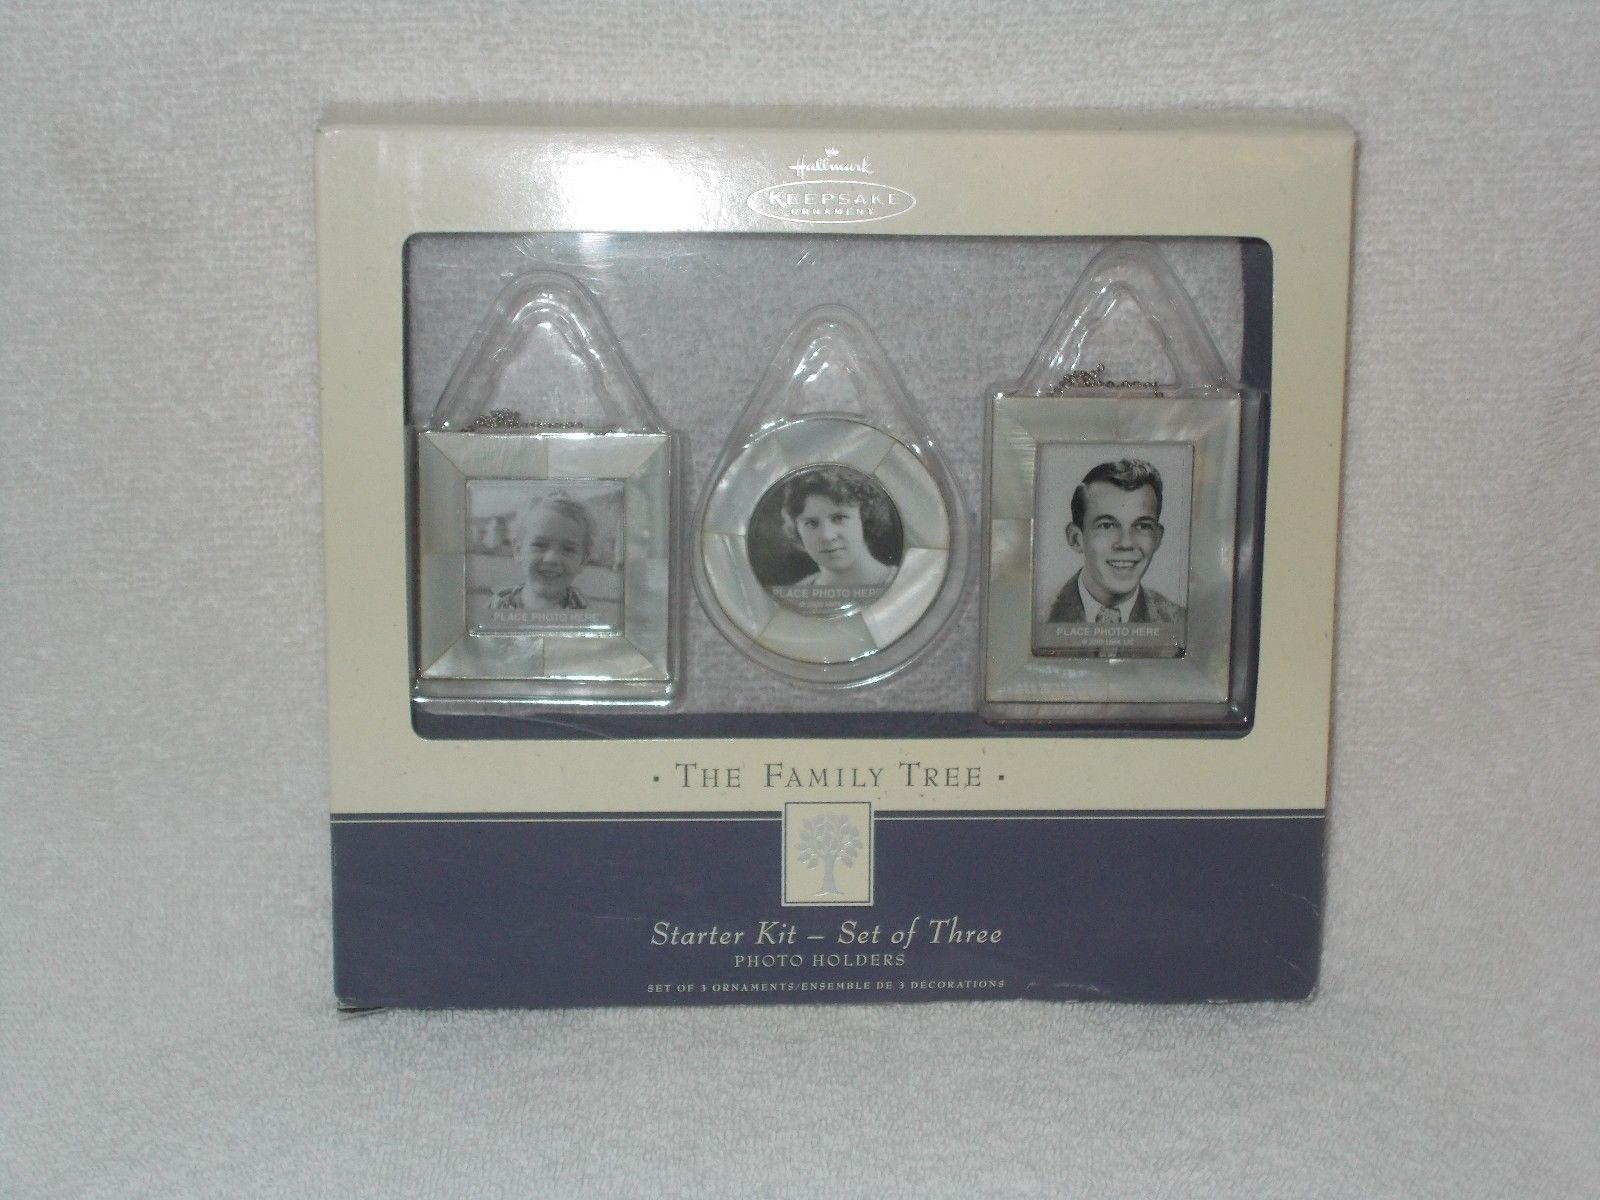 Hallmark
KEEPSAKE
ORNAMENT
PLACE PHOTO HERE
PLACE PHOTO HERE
PLACE PHOTO HERE
· THE FAMILY TREE ·
Starter Kit – Set of Three
PHOTO HOLDERS
SET OF 3 ORNAMENTS/ENSEMBLE DE 3 DÉCORATIONS